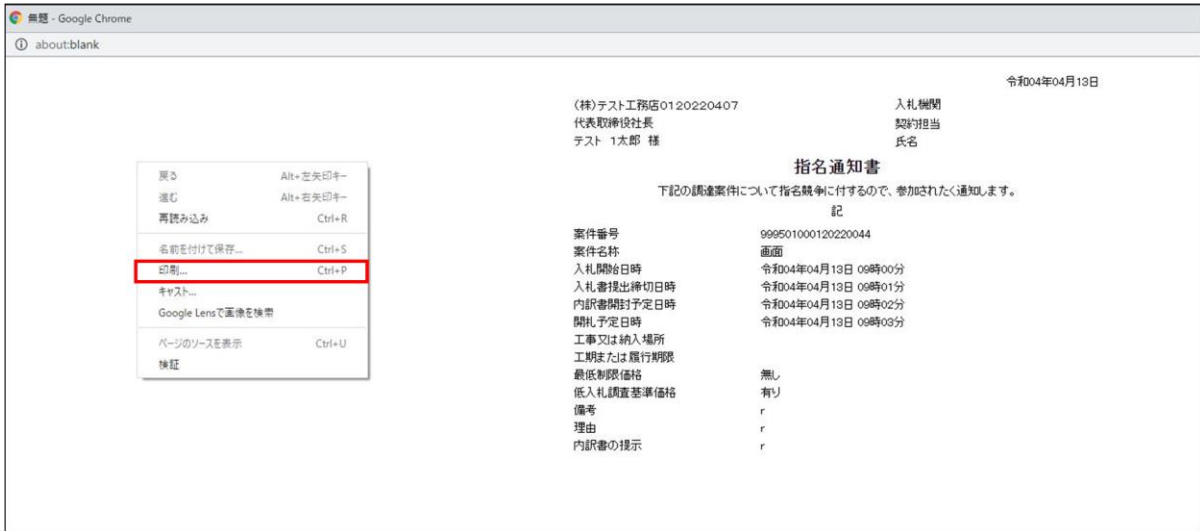 無題 - Google Chrome
about:blank
令和04年04月13日
(株)テスト工務店0120220407 入札機関
代表取締役社長 契約担当
テスト 1太郎 様 氏名
指名通知書
下記の調達案件について指名競争に付するので、参加されたく通知します。
記
戻る Alt+左矢印キー
進む Alt+右矢印キー
再読み込み Ctrl+R
名前を付けて保存... Ctrl+S
印刷... Ctrl+P
キャスト...
Google Lensで画像を検索
ページのソースを表示 Ctrl+U
検証
案件番号 999501000120220044
案件名称 画面
入札開始日時 令和04年04月13日 09時00分
入札書提出締切日時 令和04年04月13日 09時01分
内訳書開封予定日時 令和04年04月13日 09時02分
開札予定日時 令和04年04月13日 09時03分
工事又は納入場所
工期または履行期限
最低制限価格 無し
低入札調査基準価格 有り
備考 r
理由 r
内訳書の提示 r